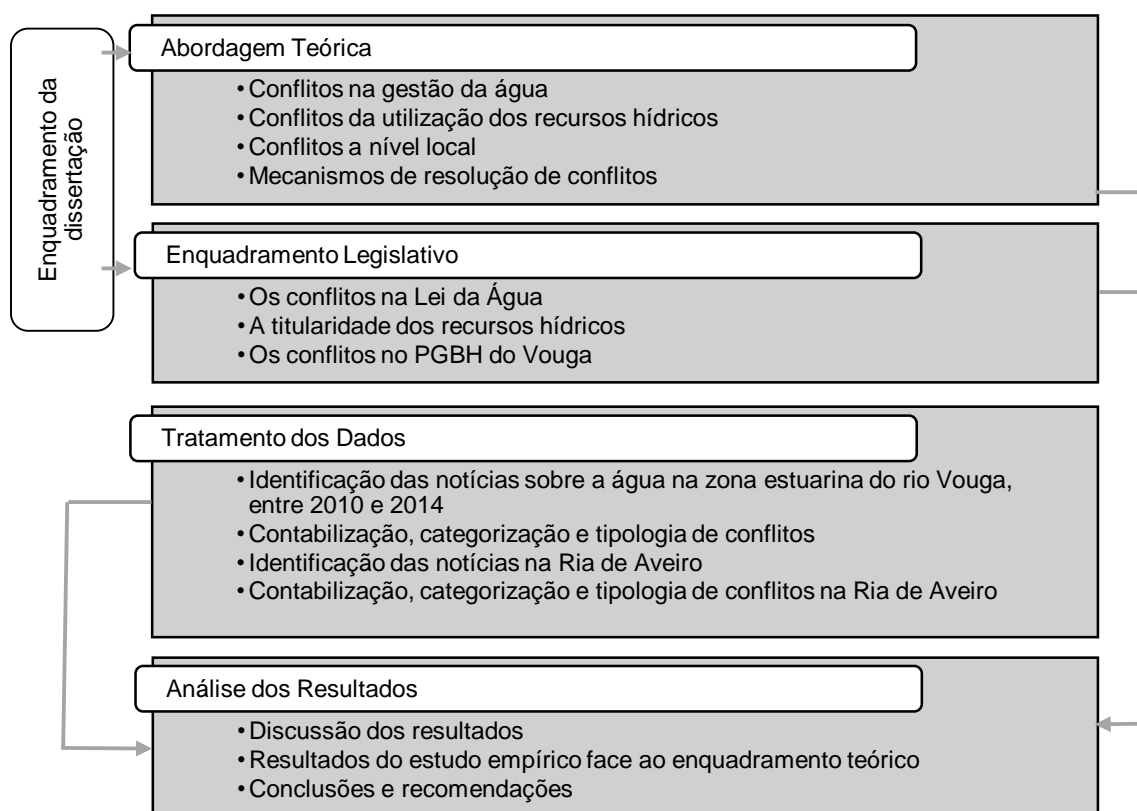 Enquadramento da
dissertação
Abordagem Teórica
• Conflitos na gestão da água
• Conflitos da utilização dos recursos hídricos
• Conflitos a nível local
• Mecanismos de resolução de conflitos
Enquadramento Legislativo
• Os conflitos na Lei da Água
• A titularidade dos recursos hídricos
• Os conflitos no PGBH do Vouga
Tratamento dos Dados
• Identificação das notícias sobre a água na zona estuarina do rio Vouga,
entre 2010 e 2014
• Contabilização, categorização e tipologia de conflitos
• Identificação das notícias na Ria de Aveiro
• Contabilização, categorização e tipologia de conflitos na Ria de Aveiro
Análise dos Resultados
• Discussão dos resultados
• Resultados do estudo empírico face ao enquadramento teórico
• Conclusões e recomendações